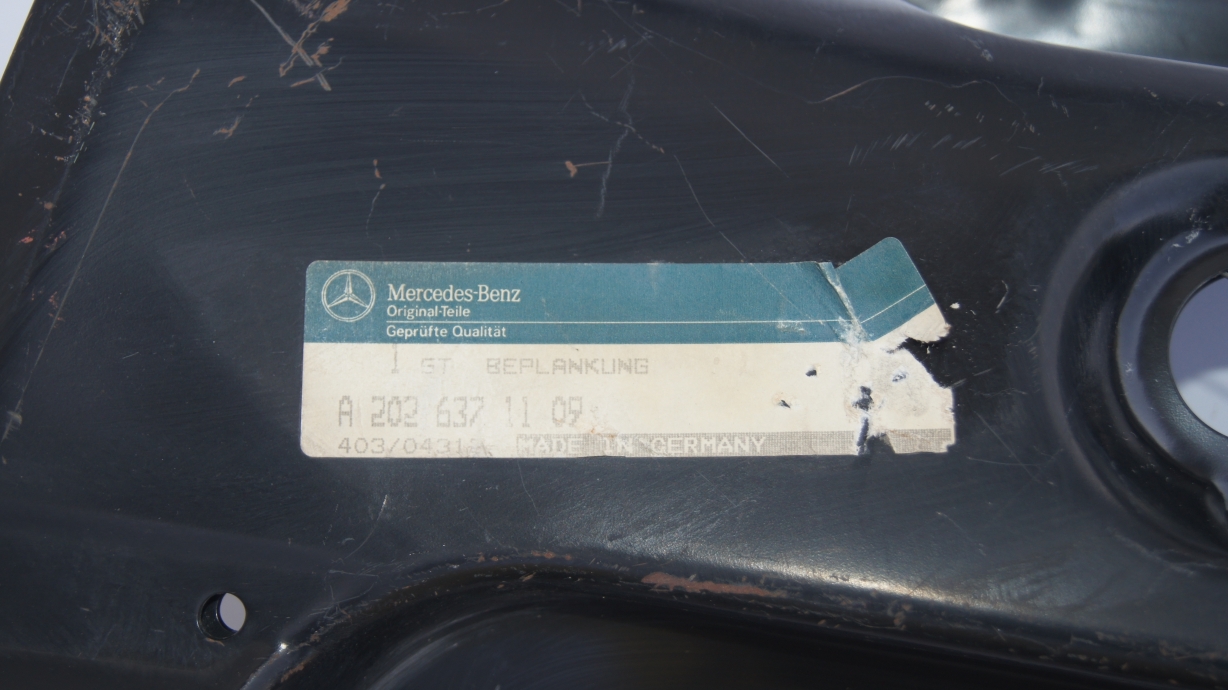 Mercedes-Benz
Original-Teile
Geprüfte Qualität
1 ST BEPLANKUNG
A 202 637 11 09
MADE IN GERMANY